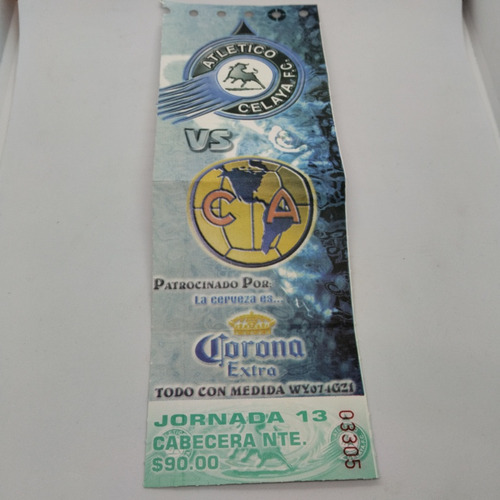 ATLETICO
CELAYA, F.C.
VS
C A
PATROCINADO POR:
La cerveza es..
Corona
Extra
TODO CON MEDIDA WY074GZ1
JORNADA 13
CABECERA NTE.
$90.00
03305